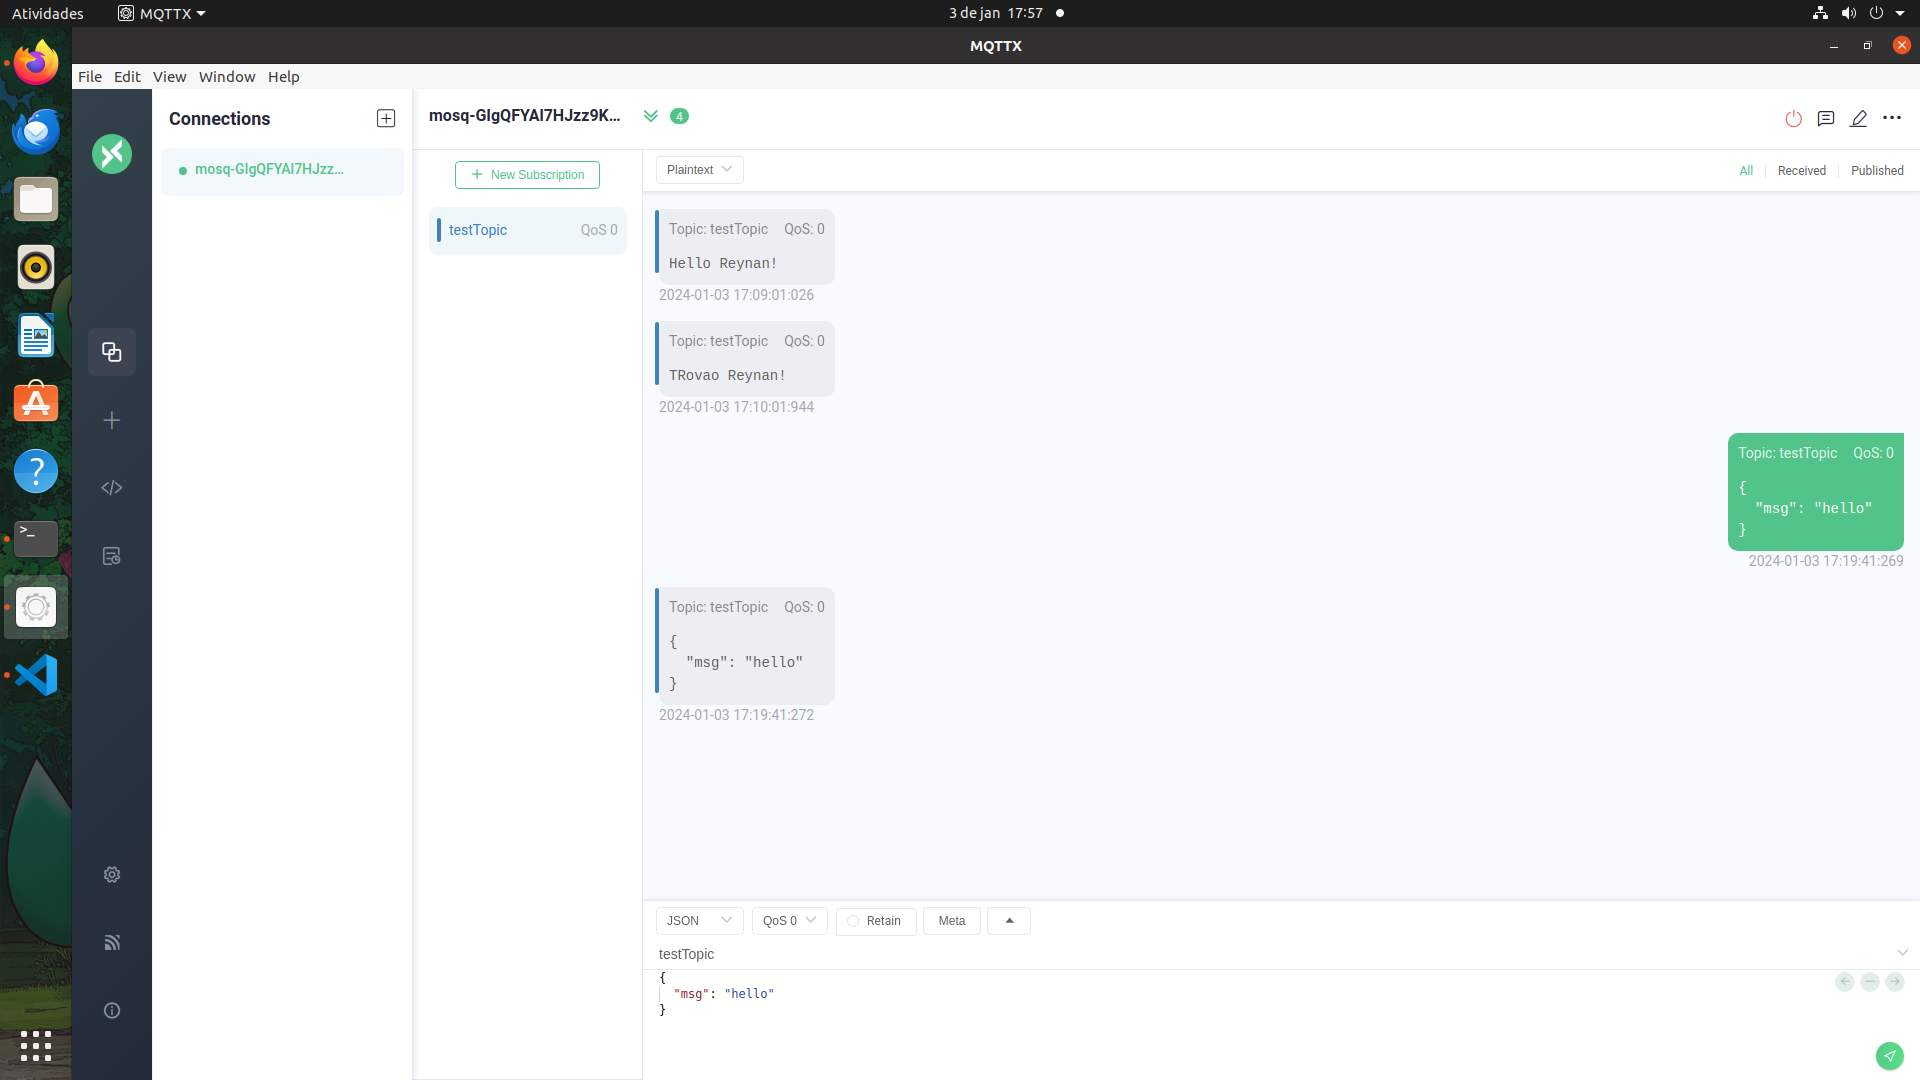 Atividades
MQTTX
3 de jan 17:57
MQTTX
File Edit View Window Help
Connections
mosq-GIgQFYAI7HJzz...
mosq-GIgQFYAI7HJzz9K...
4
New Subscription
testTopic QoS 0
Plaintext
All Received Published
Topic: testTopic QoS: 0
Hello Reynan!
2024-01-03 17:09:01:026
Topic: testTopic QoS: 0
TRovao Reynan!
2024-01-03 17:10:01:944
Topic: testTopic QoS: 0
{
"msg": "hello"
}
2024-01-03 17:19:41:269
Topic: testTopic QoS: 0
{
"msg": "hello"
}
2024-01-03 17:19:41:272
JSON QoS 0 Retain Meta
testTopic
{
"msg": "hello"
}